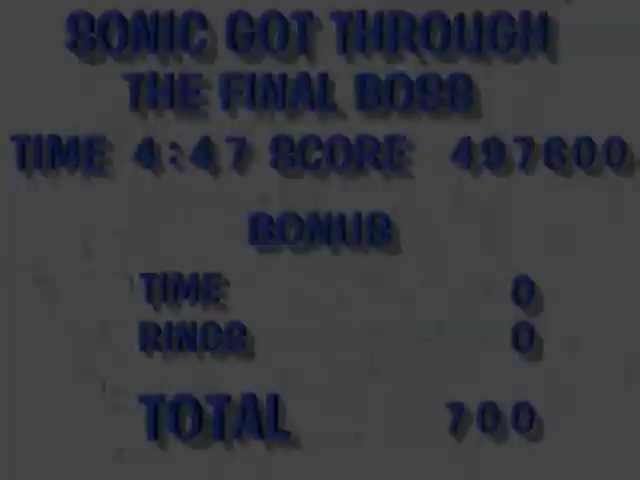 SONIC GOT THROUGH
THE FINAL BOSS
TIME 4:47 SCORE 497600
BONUS
TIME 0
RINGS 0
TOTAL 700